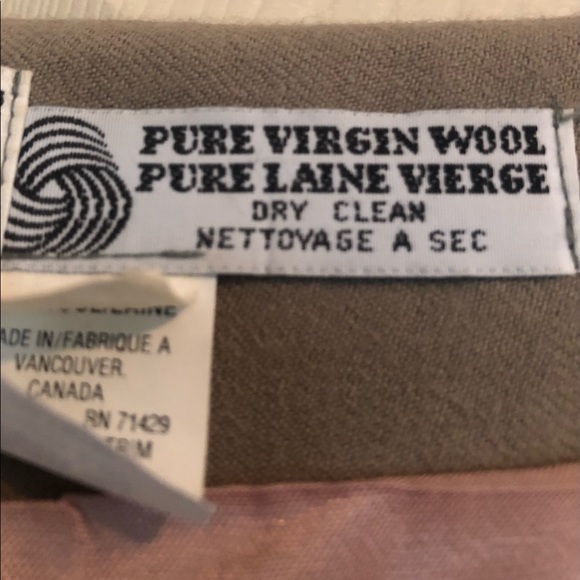 PURE VIRGIN WOOL
PURE LAINE VIERGE
DRY CLEAN
NETTOYAGE A SEC
ADE IN/FABRIQUE A
VANCOUVER.
CANADA
RN 71429